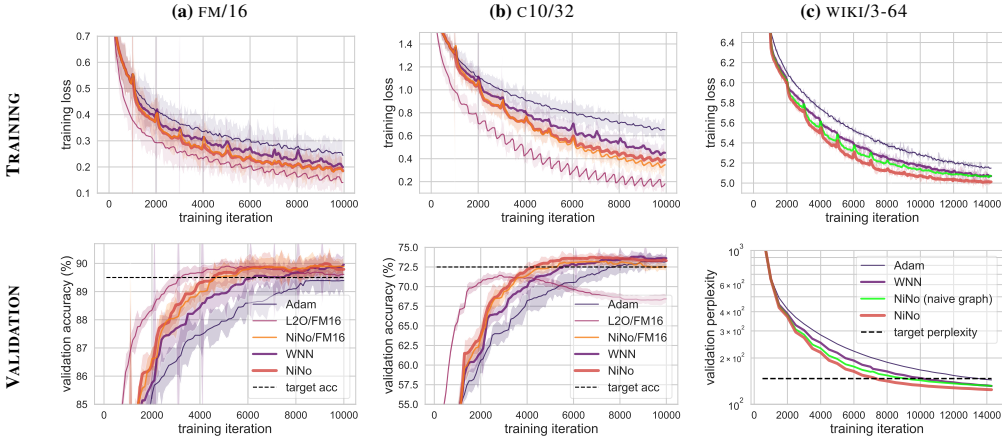 (a) FM/16
(b) C10/32
(c) WIKI/3-64
TRAINING
training loss
0.7
0.6
0.5
0.4
0.3
0.2
0.1
0 2000 4000 6000 8000 10000
training iteration
training loss
1.4
1.2
1.0
0.8
0.6
0.4
0.2
0 2000 4000 6000 8000 10000
training iteration
training loss
6.4
6.2
6.0
5.8
5.6
5.4
5.2
5.0
0 2000 4000 6000 8000 10000 12000 14000
training iteration
VALIDATION
validation accuracy (%)
90
89
88
87
86
85
0 2000 4000 6000 8000 10000
training iteration
Adam
L2O/FM16
NiNo/FM16
WNN
NiNo
target acc
validation accuracy (%)
75.0
72.5
70.0
67.5
65.0
62.5
60.0
57.5
55.0
0 2000 4000 6000 8000 10000
training iteration
Adam
L2O/FM16
NiNo/FM16
WNN
NiNo
target acc
validation perplexity
10³
6 × 10²
4 × 10²
3 × 10²
2 × 10²
10²
0 2000 4000 6000 8000 10000 12000 14000
training iteration
Adam
WNN
NiNo (naive graph)
NiNo
target perplexity